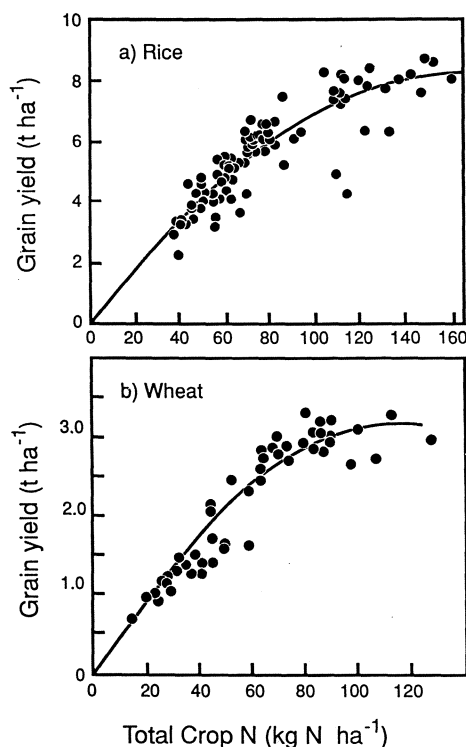 10
a) Rice
8
6
4
2
0
Grain yield (t ha-1)
0 20 40 60 80 100 120 140 160
b) Wheat
3.0
2.0
1.0
0
Grain yield (t ha-1)
0 20 40 60 80 100 120
Total Crop N (kg N ha-1)